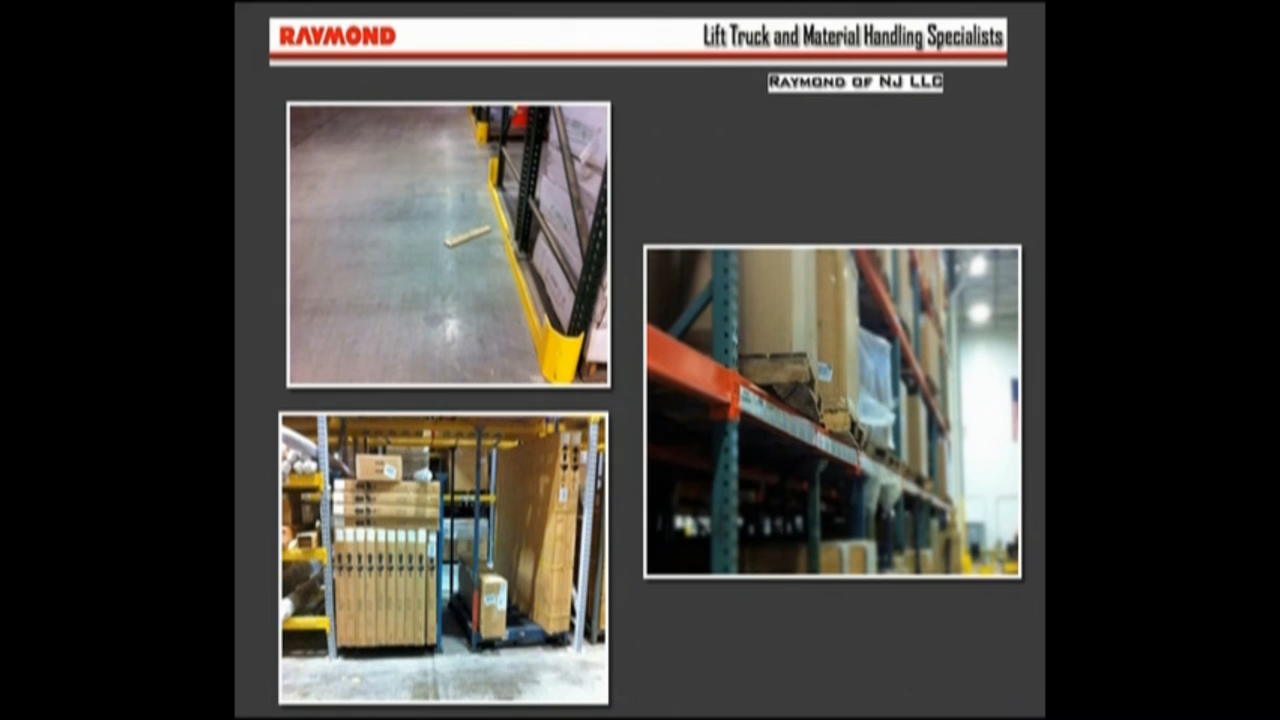 RAYMOND
Lift Truck and Material Handling Specialists
RAYMOND OF NJ LLC